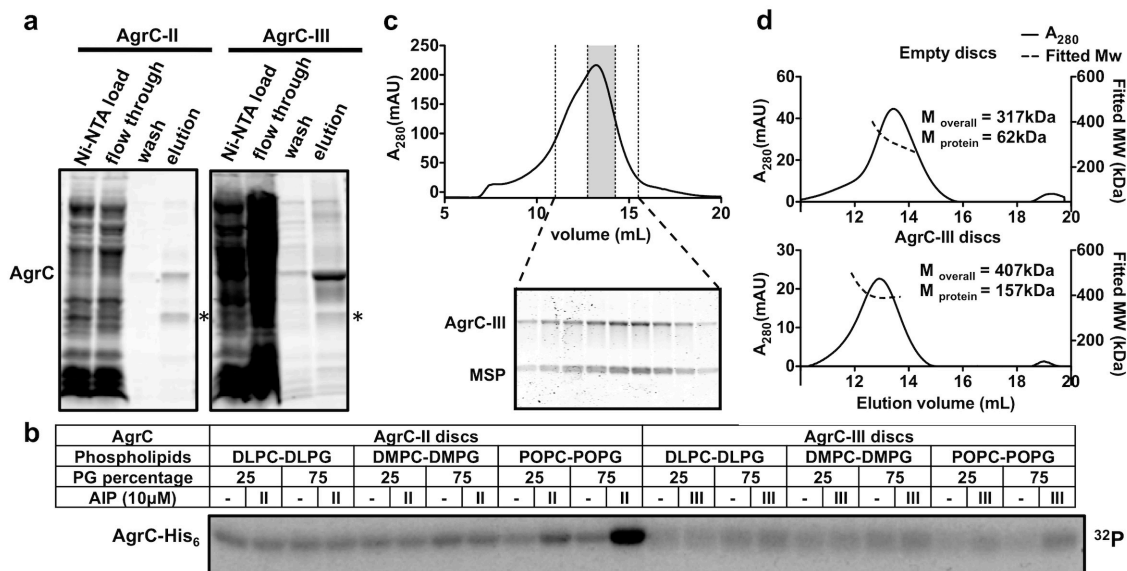 a
AgrC-II AgrC-III
Ni-NTA load flow through wash elution Ni-NTA load flow through wash elution
AgrC
*
*
c
A280(mAU)
250
200
150
100
50
0
5 10 15 20
volume (mL)
AgrC-III
MSP
d
A280
Fitted Mw
Empty discs
A280(mAU)
60
40
20
0
M overall = 317kDa
M protein = 62kDa
600
400
200
Fitted MW (kDa)
12 14 16 18 20
AgrC-III discs
A280(mAU)
30
20
10
0
M overall = 407kDa
M protein = 157kDa
600
400
200
Fitted MW (kDa)
12 14 16 18 20
Elution volume (mL)
b
AgrC AgrC-II discs AgrC-III discs
Phospholipids DLPC-DLPG DMPC-DMPG POPC-POPG DLPC-DLPG DMPC-DMPG POPC-POPG
PG percentage 25 75 25 75 25 75 25 75 25 75 25 75
AIP (10µM) - II - II - II - II - II - II - III - III - III - III - III - III
AgrC-His6
32P